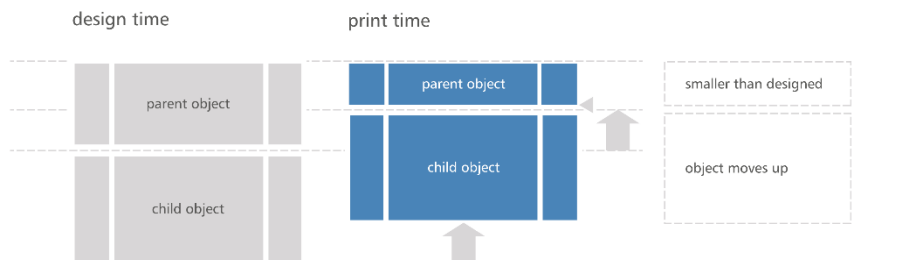 design time
print time
parent object
parent object
smaller than designed
child object
object moves up
child object